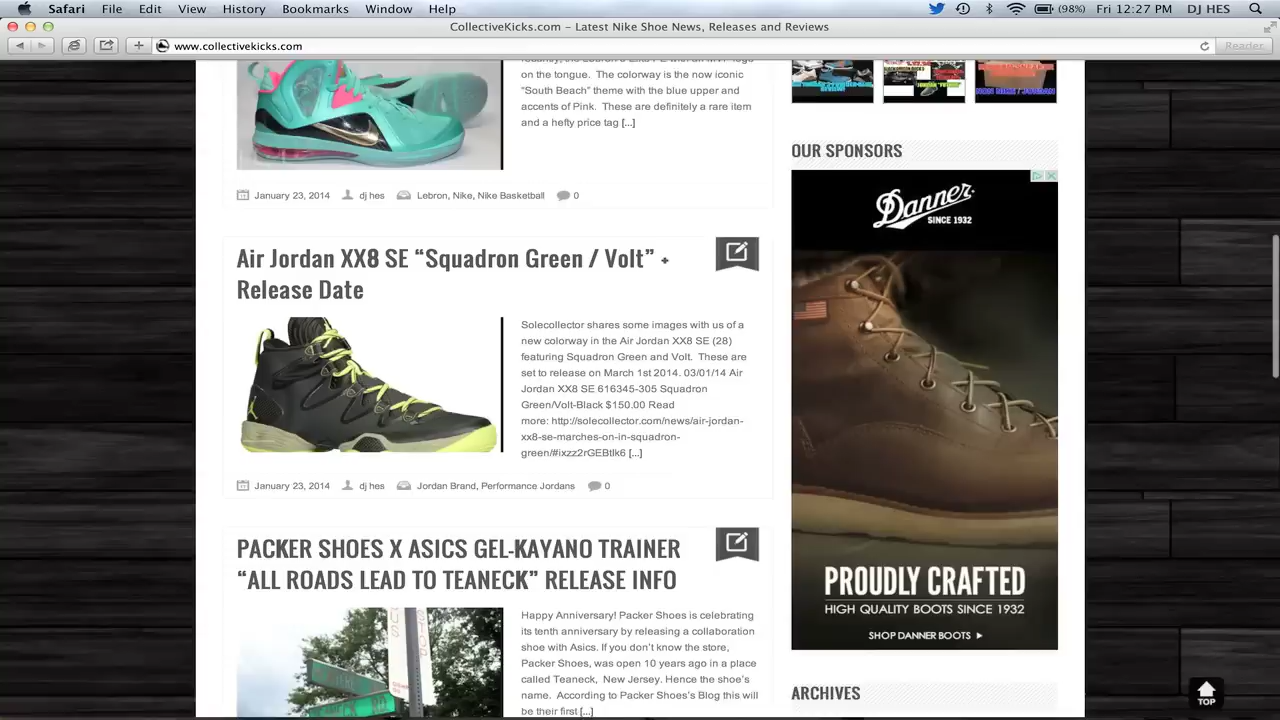 Safari File Edit View History Bookmarks Window Help (98%) Fri 12:27 PM DJ HES
CollectiveKicks.com – Latest Nike Shoe News, Releases and Reviews
www.collectivekicks.com Reader
on the tongue. The colorway is the now iconic
“South Beach” theme with the blue upper and
accents of Pink. These are definitely a rare item
and a hefty price tag [...]
January 23, 2014 dj hes Lebron, Nike, Nike Basketball 0
Air Jordan XX8 SE “Squadron Green / Volt” +
Release Date
Solecollector shares some images with us of a
new colorway in the Air Jordan XX8 SE (28)
featuring Squadron Green and Volt. These are
set to release on March 1st 2014. 03/01/14 Air
Jordan XX8 SE 616345-305 Squadron
Green/Volt-Black $150.00 Read
more: http://solecollector.com/news/air-jordan-
xx8-se-marches-on-in-squadron-
green/#ixzz2rGEBtlk6 [...]
January 23, 2014 dj hes Jordan Brand, Performance Jordans 0
PACKER SHOES X ASICS GEL-KAYANO TRAINER
“ALL ROADS LEAD TO TEANECK” RELEASE INFO
Happy Anniversary! Packer Shoes is celebrating
its tenth anniversary by releasing a collaboration
shoe with Asics. If you don't know the store,
Packer Shoes, was open 10 years ago in a place
called Teaneck, New Jersey. Hence the shoe's
name. According to Packer Shoes's Blog this will
be their first [...]
NON NIKE / JORDAN
OUR SPONSORS
Danner
SINCE 1932
PROUDLY CRAFTED
HIGH QUALITY BOOTS SINCE 1932
SHOP DANNER BOOTS
ARCHIVES
TOP